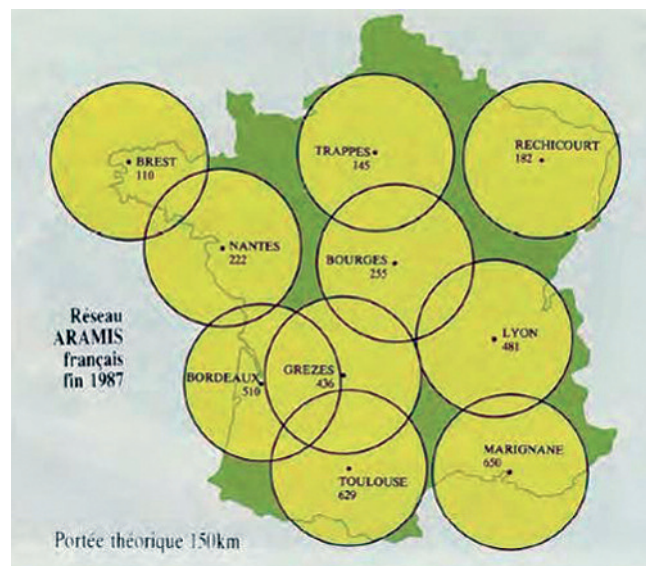 TRAPPES
145
RECHICOURT
182
BREST
110
NANTES
222
BOURGES
255
Réseau
ARAMIS
français
fin 1987
LYON
481
BORDEAUX
510
GREZES
436
MARIGNANE
650
TOULOUSE
629
Portée théorique 150km